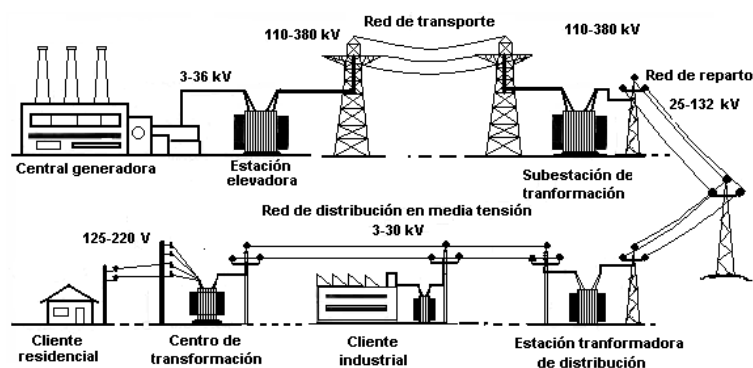 Red de transporte
110-380 kV
110-380 kV
3-36 kV
Red de reparto
25-132 kV
Central generadora
Estación
elevadora
Subestación de
tranformación
Red de distribución en media tensión
3-30 kV
125-220 V
Cliente
residencial
Centro de
transformación
Cliente
industrial
Estación tranformadora
de distribución